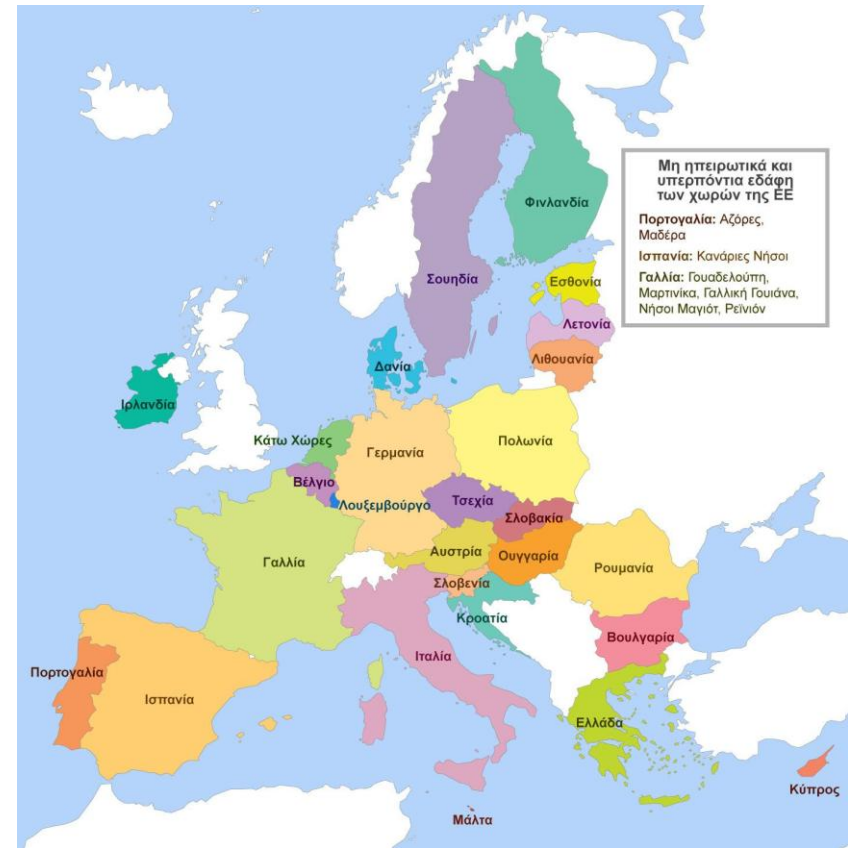 Φινλανδία
Μη ηπειρωτικά και
υπερπόντια εδάφη
των χωρών της ΕΕ
Πορτογαλία: Αζόρες,
Μαδέρα
Ισπανία: Κανάριες Νήσοι
Γαλλία: Γουαδελούπη,
Μαρτινίκα, Γαλλική Γουιάνα,
Νήσοι Μαγιότ, Ρεϊνιόν
Σουηδία
Εσθονία
Λετονία
Λιθουανία
Δανία
Ιρλανδία
Κάτω Χώρες
Γερμανία
Πολωνία
Βέλγιο
Λουξεμβούργο
Τσεχία
Σλοβακία
Γαλλία
Αυστρία
Ουγγαρία
Ρουμανία
Σλοβενία
Κροατία
Βουλγαρία
Ιταλία
Πορτογαλία
Ισπανία
Ελλάδα
Κύπρος
Μάλτα